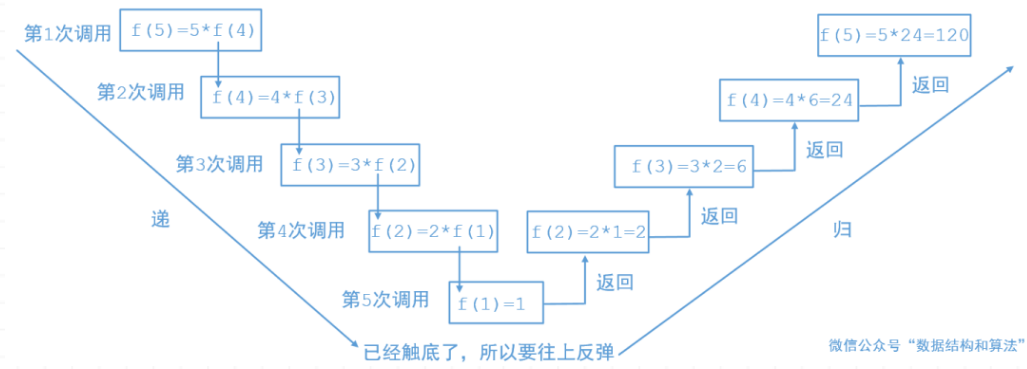 第1次调用
f(5)=5*f(4)
第2次调用
f(4)=4*f(3)
第3次调用
f(3)=3*f(2)
第4次调用
f(2)=2*f(1)
第5次调用
f(1)=1
递
已经触底了，所以要往上反弹
返回
f(2)=2*1=2
返回
f(3)=3*2=6
返回
f(4)=4*6=24
返回
f(5)=5*24=120
归
微信公众号“数据结构和算法”